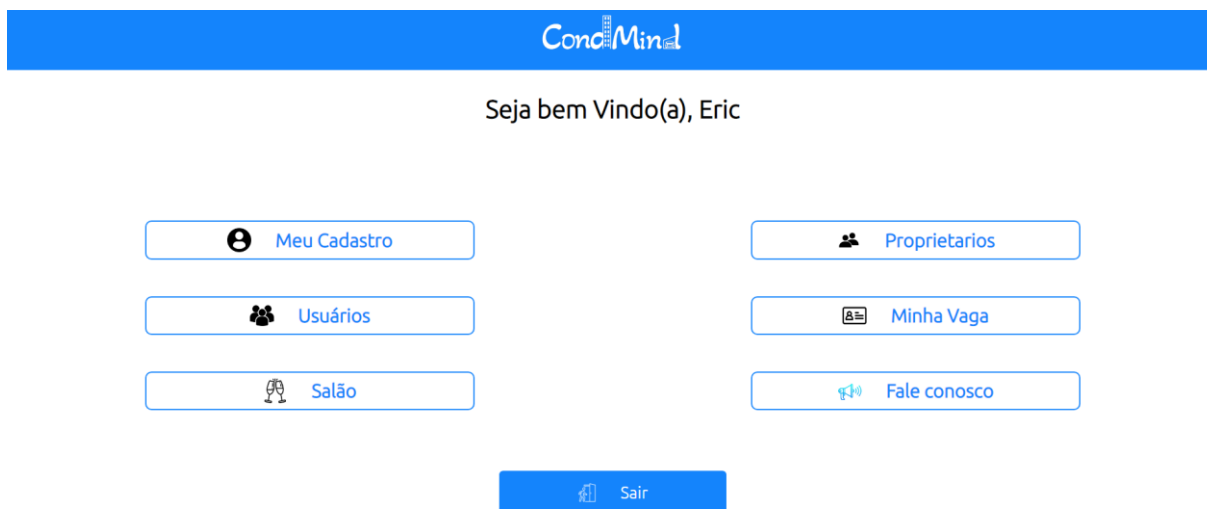 CondMind
Seja bem Vindo(a), Eric
Meu Cadastro
Proprietarios
Usuários
Minha Vaga
Salão
Fale conosco
Sair